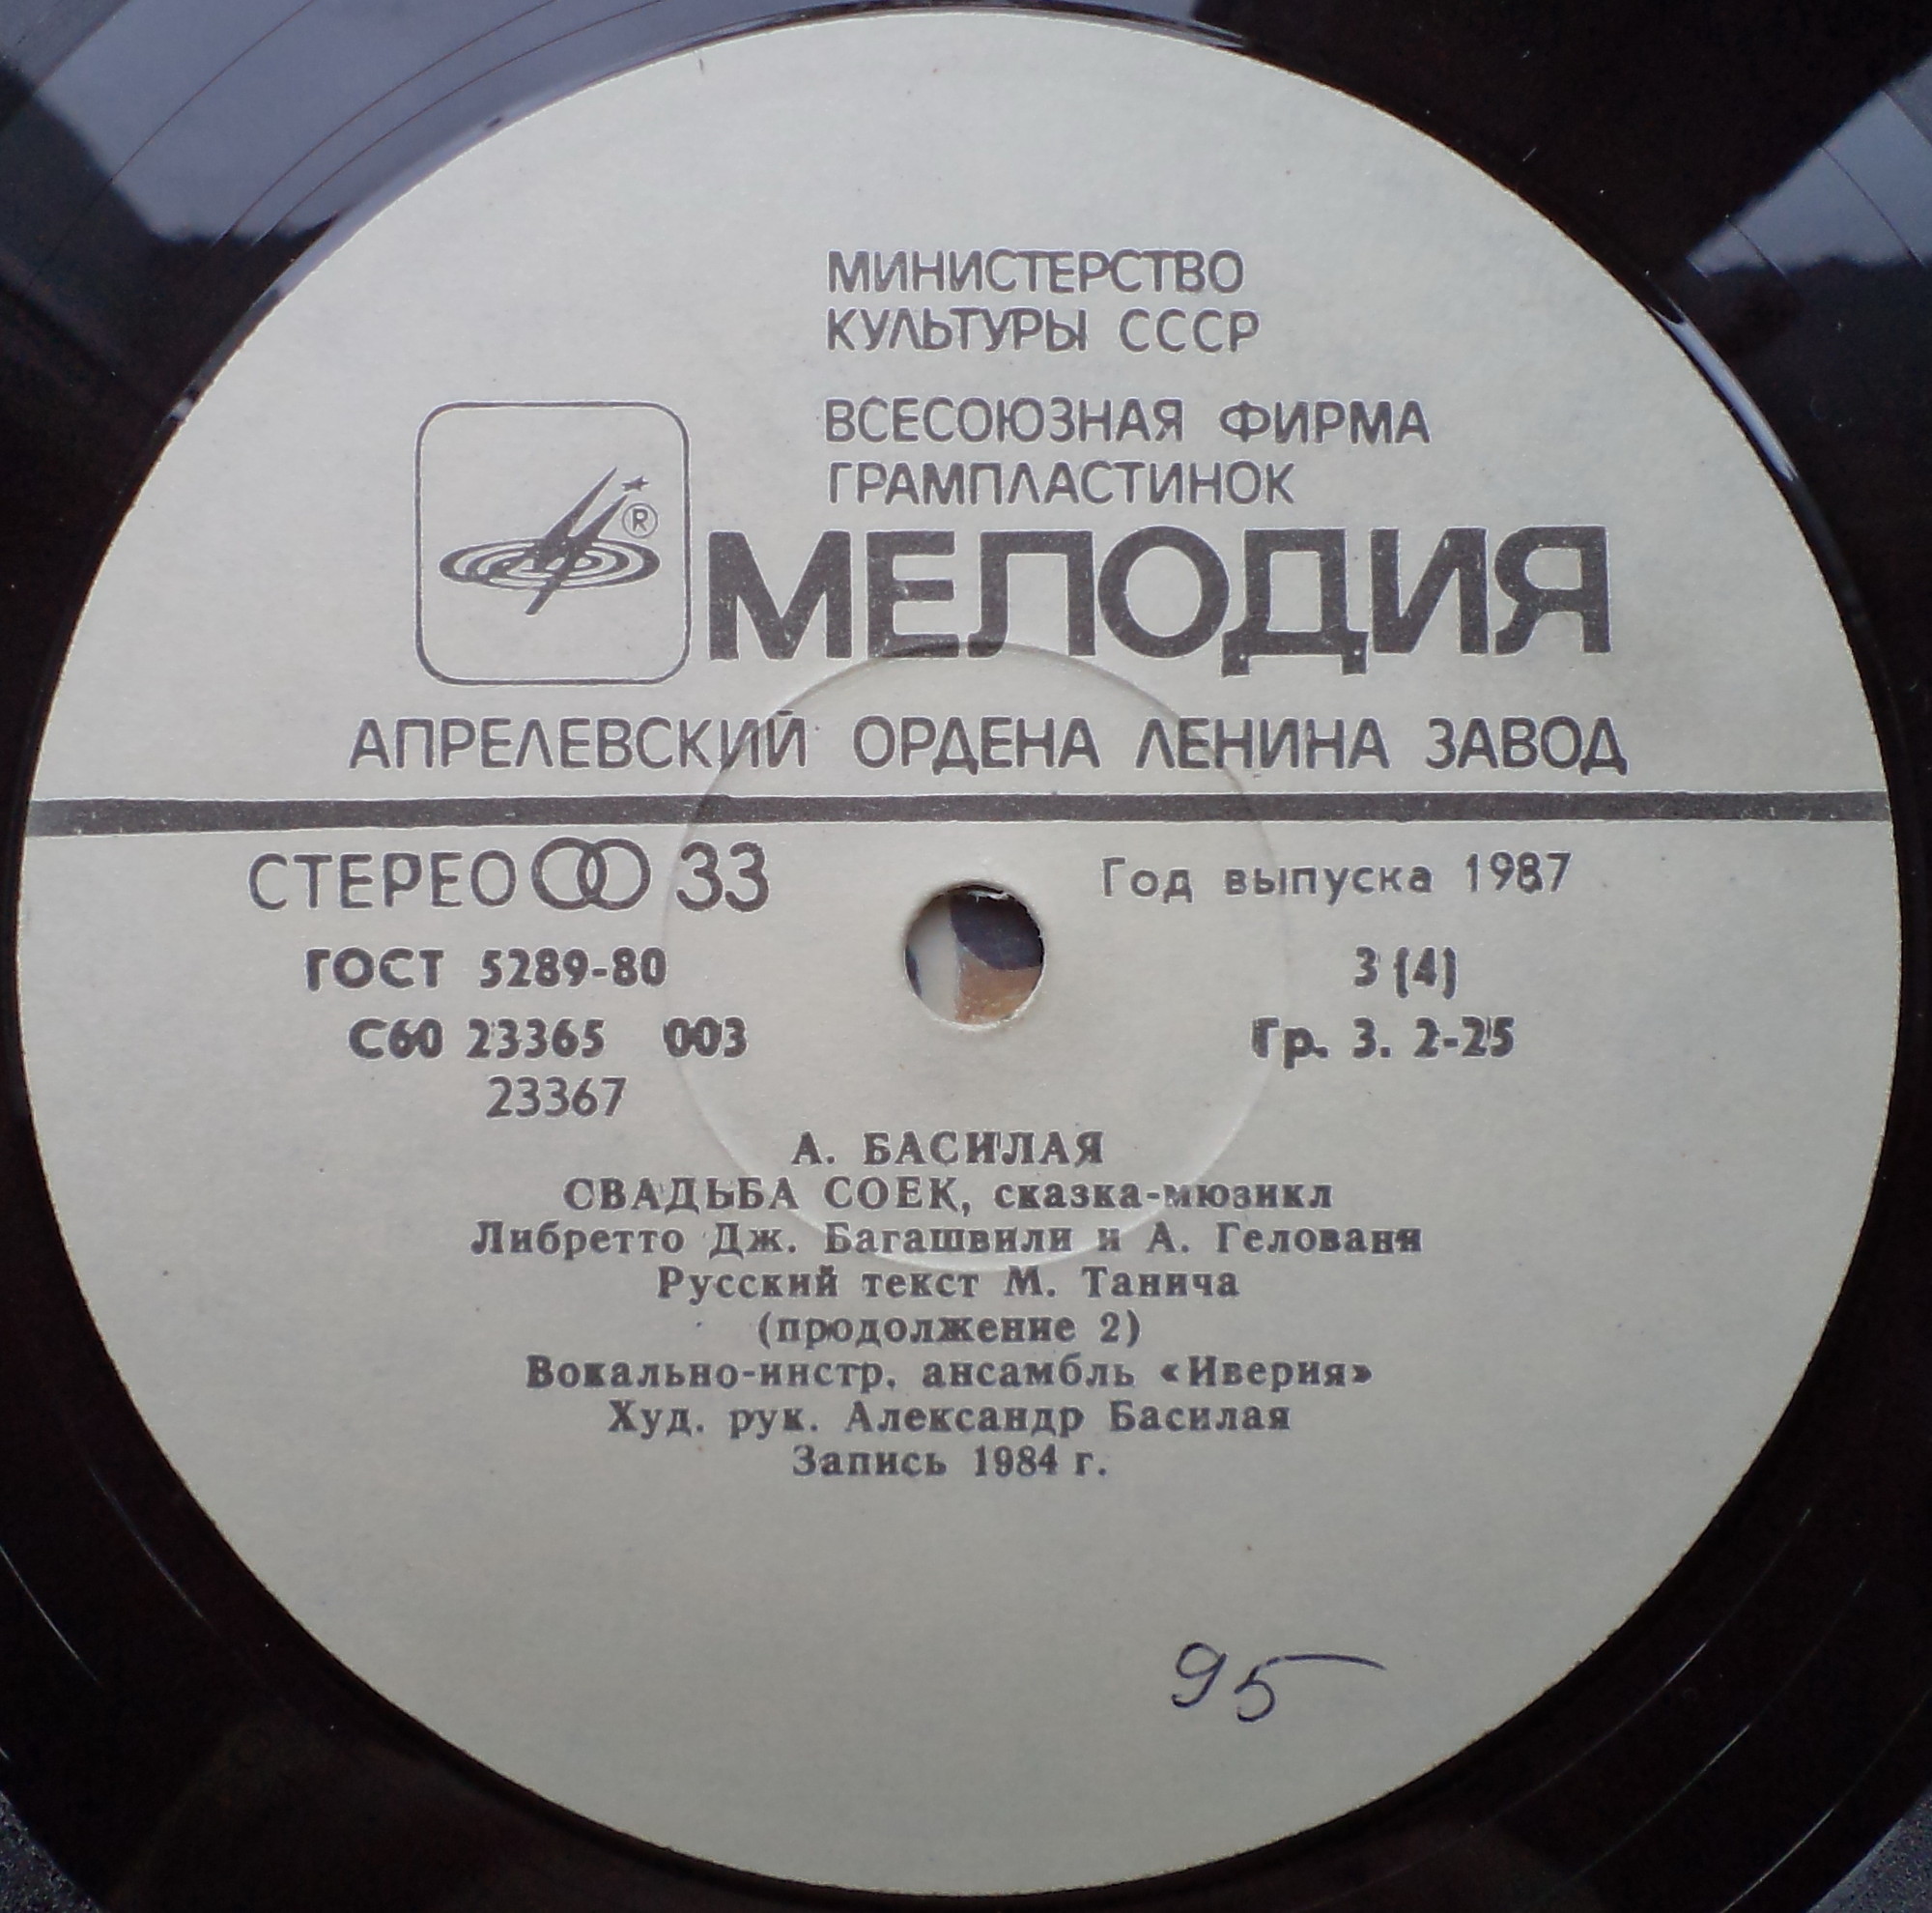 МИНИСТЕРСТВО
КУЛЬТУРЫ СССР
ВСЕСОЮЗНАЯ ФИРМА
ГРАМПЛАСТИНОК
®
МЕЛОДИЯ
АПРЕЛЕВСКИЙ ОРДЕНА ЛЕНИНА ЗАВОД
СТЕРЕО 33
Год выпуска 1987
ГОСТ 5289-80
3 (4)
С60 23365 003
Гр. 3. 2-25
23367
А. БАСИЛАЯ
СВАДЬБА СОЕК, сказка-мюзикл
Либретто Дж. Багашвили и А. Геловани
Русский текст М. Танича
(продолжение 2)
Вокально-инстр. ансамбль «Иверия»
Худ. рук. Александр Басилая
Запись 1984 г.
95